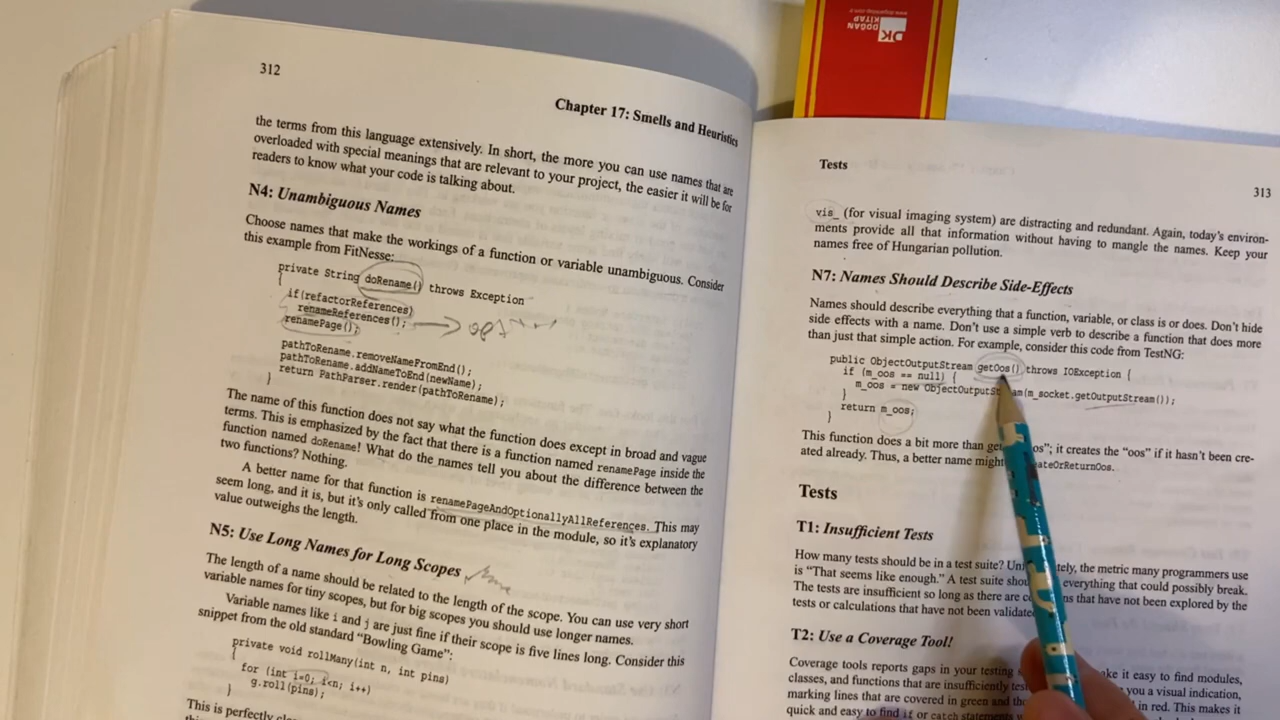 312
Chapter 17: Smells and Heuristics
the terms from this language extensively. In short, the more you can use names that are
overloaded with special meanings that are relevant to your project, the easier it will be for
readers to know what your code is talking about.
N4: Unambiguous Names
Choose names that make the workings of a function or variable unambiguous. Consider
this example from FitNesse:
private String doRename() throws Exception
{
if(refactorReferences)
renameReferences();
renamePage();
pathToRename.removeNameFromEnd();
pathToRename.addNameToEnd(newName);
return PathParser.render(pathToRename);
}
The name of this function does not say what the function does except in broad and vague
terms. This is emphasized by the fact that there is a function named renamePage inside the
function named doRename! What do the names tell you about the difference between the
two functions? Nothing.
A better name for that function is renamePageAndOptionallyAllReferences. This may
seem long, and it is, but it's only called from one place in the module, so it's explanatory
value outweighs the length.
N5: Use Long Names for Long Scopes
The length of a name should be related to the length of the scope. You can use very short
variable names for tiny scopes, but for big scopes you should use longer names.
Variable names like i and j are just fine if their scope is five lines long. Consider this
snippet from the old standard "Bowling Game":
private void rollMany(int n, int pins)
{
for (int i=0; i<n; i++)
g.roll(pins);
}
This is perfectly
DK
DOĞAN
KİTAP
Tests
313
vis_ (for visual imaging system) are distracting and redundant. Again, today's environ-
ments provide all that information without having to mangle the names. Keep your
names free of Hungarian pollution.
N7: Names Should Describe Side-Effects
Names should describe everything that a function, variable, or class is or does. Don't hide
side effects with a name. Don't use a simple verb to describe a function that does more
than just that simple action. For example, consider this code from TestNG:
public ObjectOutputStream getOos() throws IOException {
if (m_oos == null) {
m_oos = new ObjectOutputSt am(m_socket.getOutputStream());
}
return m_oos;
}
This function does a bit more than get os"; it creates the "oos" if it hasn't been cre-
ated already. Thus, a better name might ateOrReturnOos.
Tests
T1: Insufficient Tests
How many tests should be in a test suite? Un tely, the metric many programmers use
is "That seems like enough." A test suite shou everything that could possibly break.
The tests are insufficient so long as there are co ns that have not been explored by the
tests or calculations that have not been validated
T2: Use a Coverage Tool!
Coverage tools reports gaps in your testing ke it easy to find modules,
classes, and functions that are insufficiently tes you a visual indication,
marking lines that are covered in green and th in red. This makes it
quick and easy to find if or catch statements